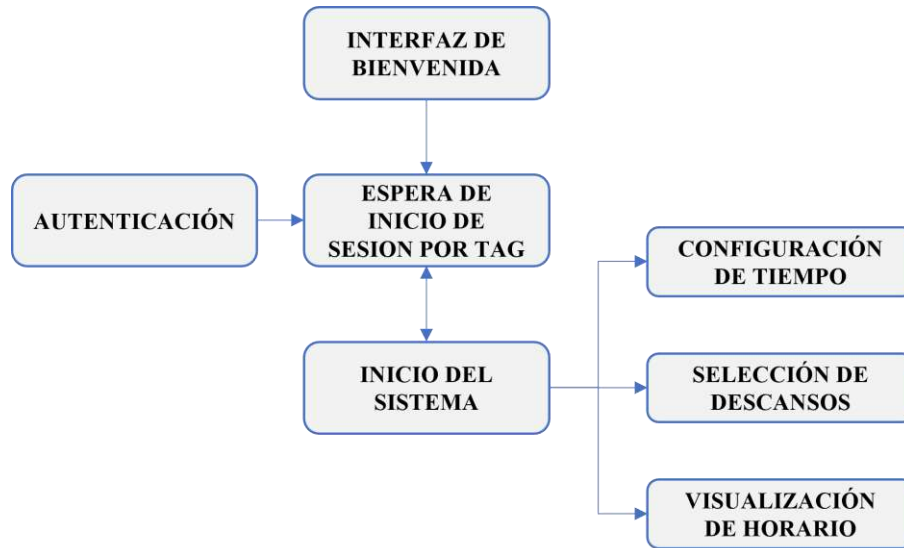 INTERFAZ DE
BIENVENIDA
AUTENTICACIÓN
ESPERA DE
INICIO DE
SESION POR TAG
CONFIGURACIÓN
DE TIEMPO
INICIO DEL
SISTEMA
SELECCIÓN DE
DESCANSOS
VISUALIZACIÓN
DE HORARIO